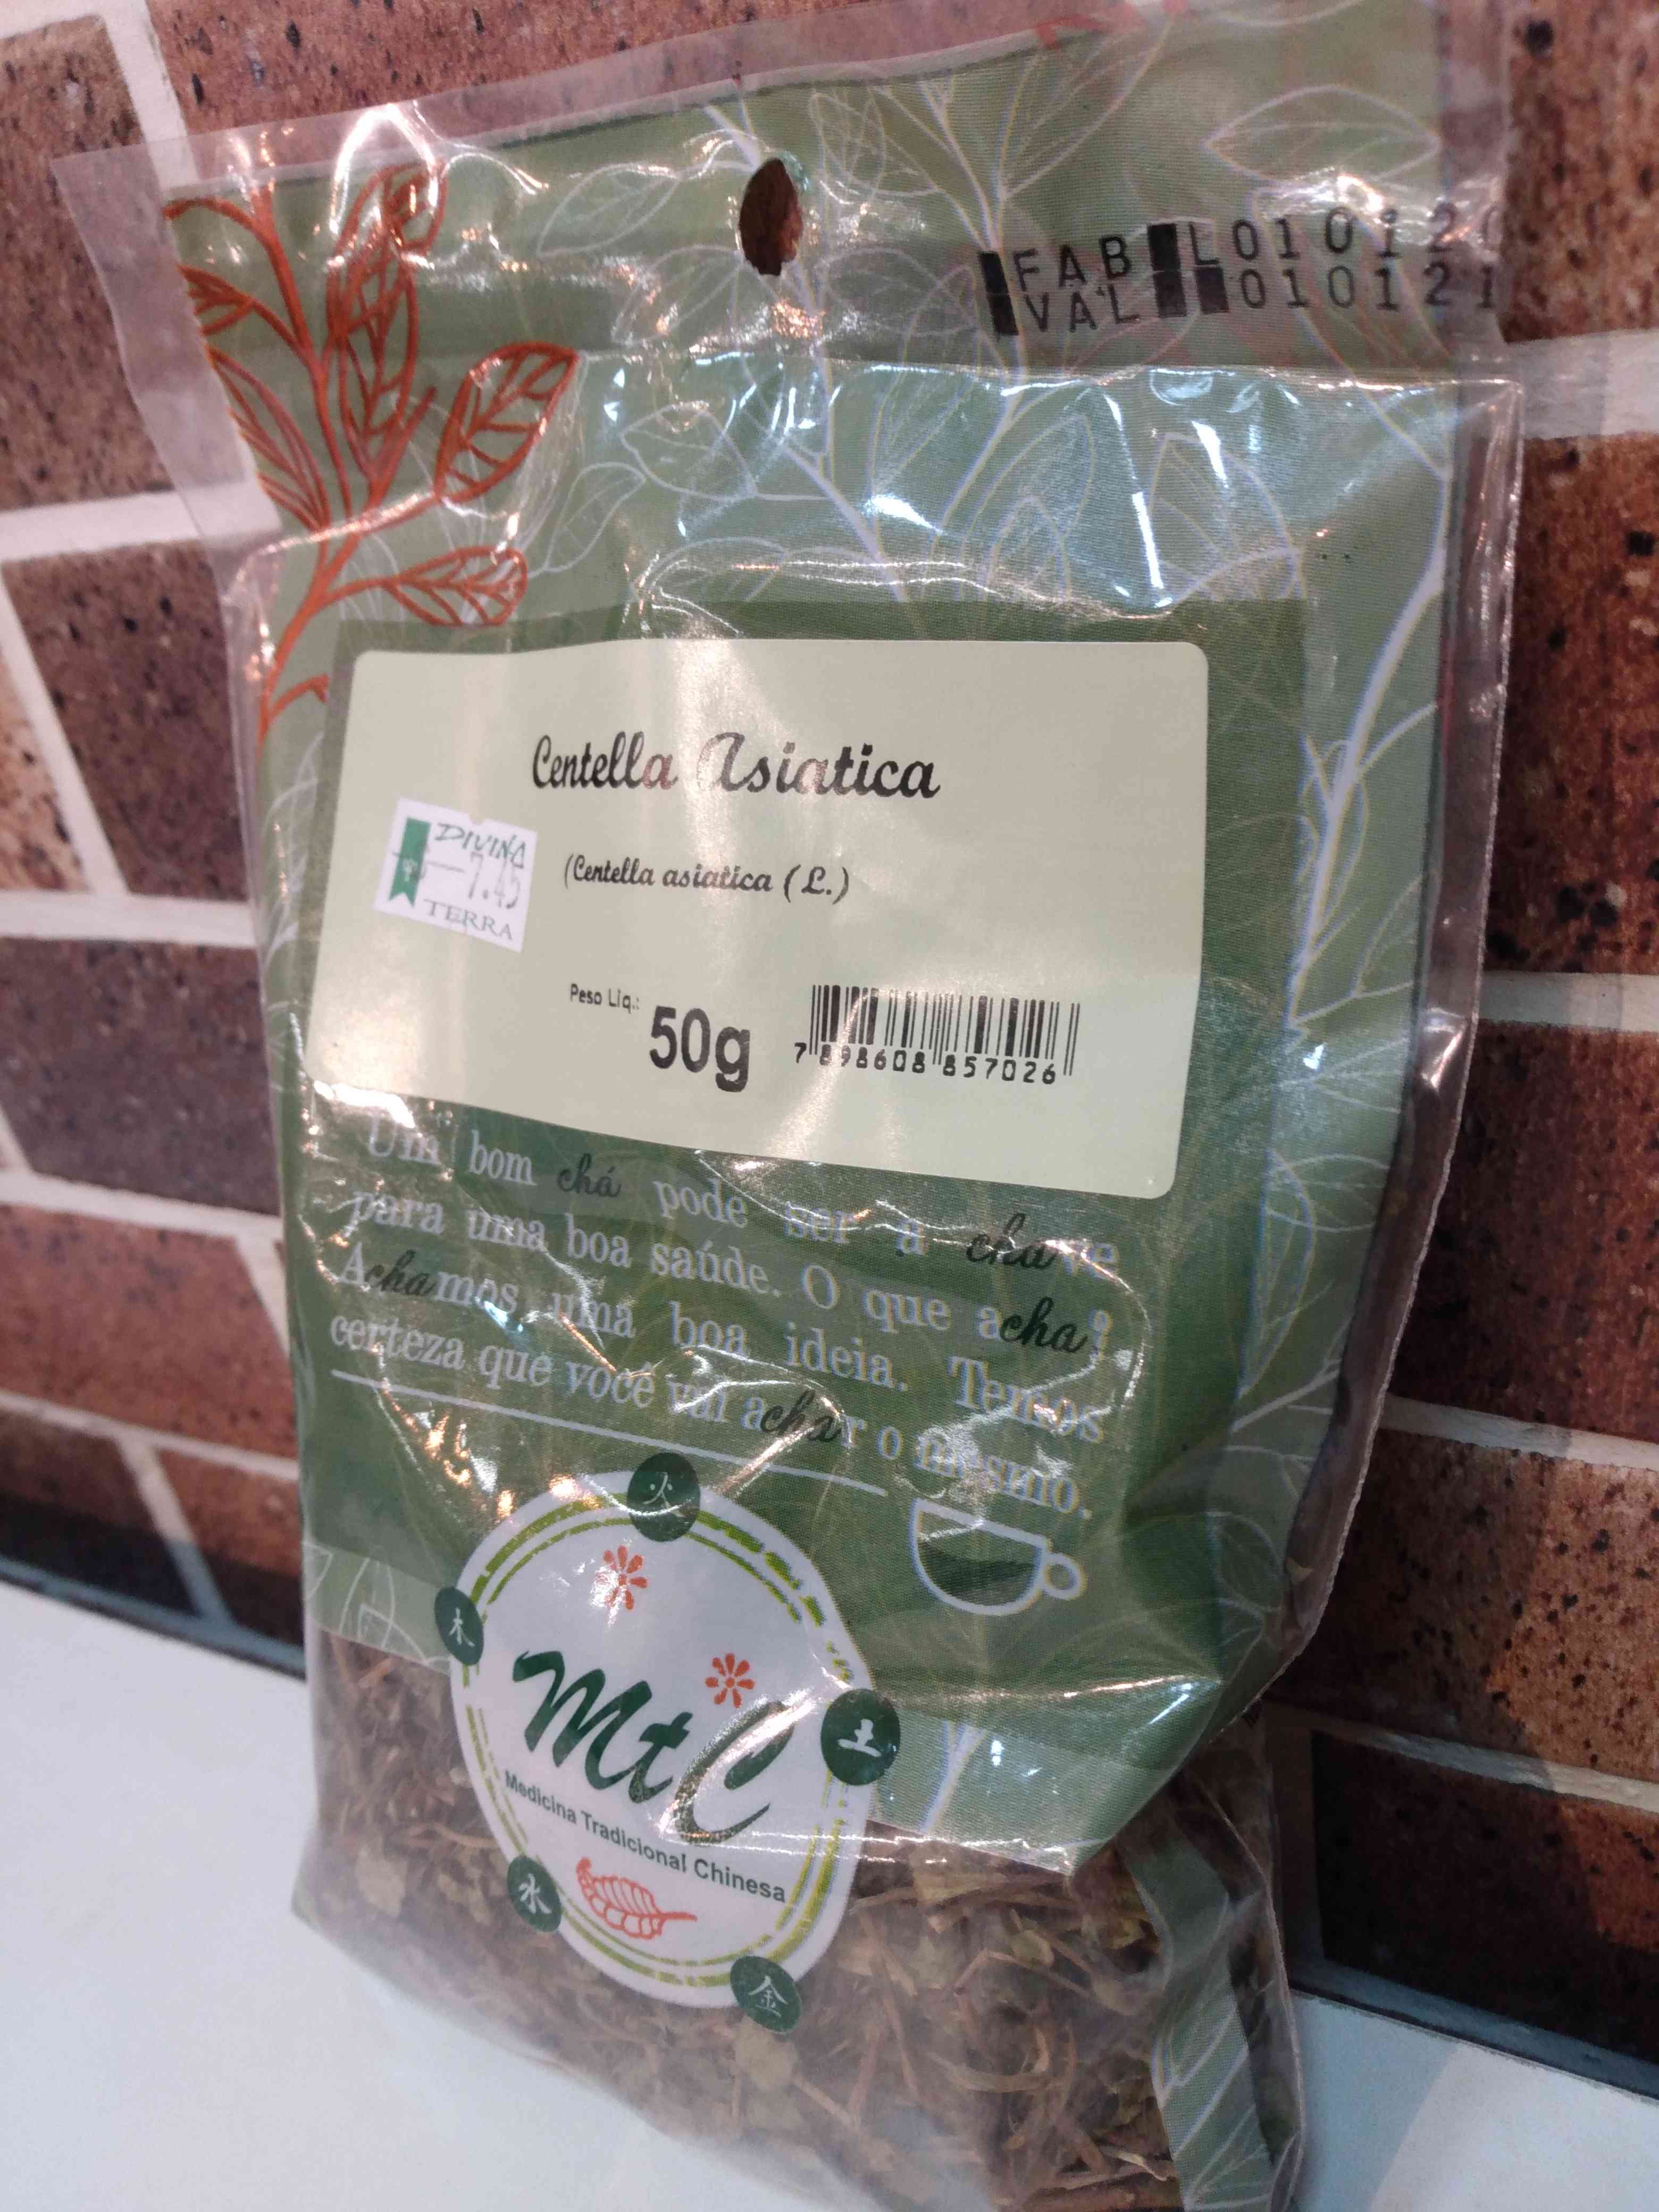 FAB L01012
VAL 010121
Centella Asiatica
DIVINA
7.45
TERRA
(Centella asiatica (L.)
Peso Liq.: 50g
7 898608 857026
Um bom chá pode ser a chave
para uma boa saúde. O que acha?
Achamos uma boa ideia. Temos
certeza que você vai achar o mesmo.
火
木
土
MtC
Medicina Tradicional Chinesa
水
金